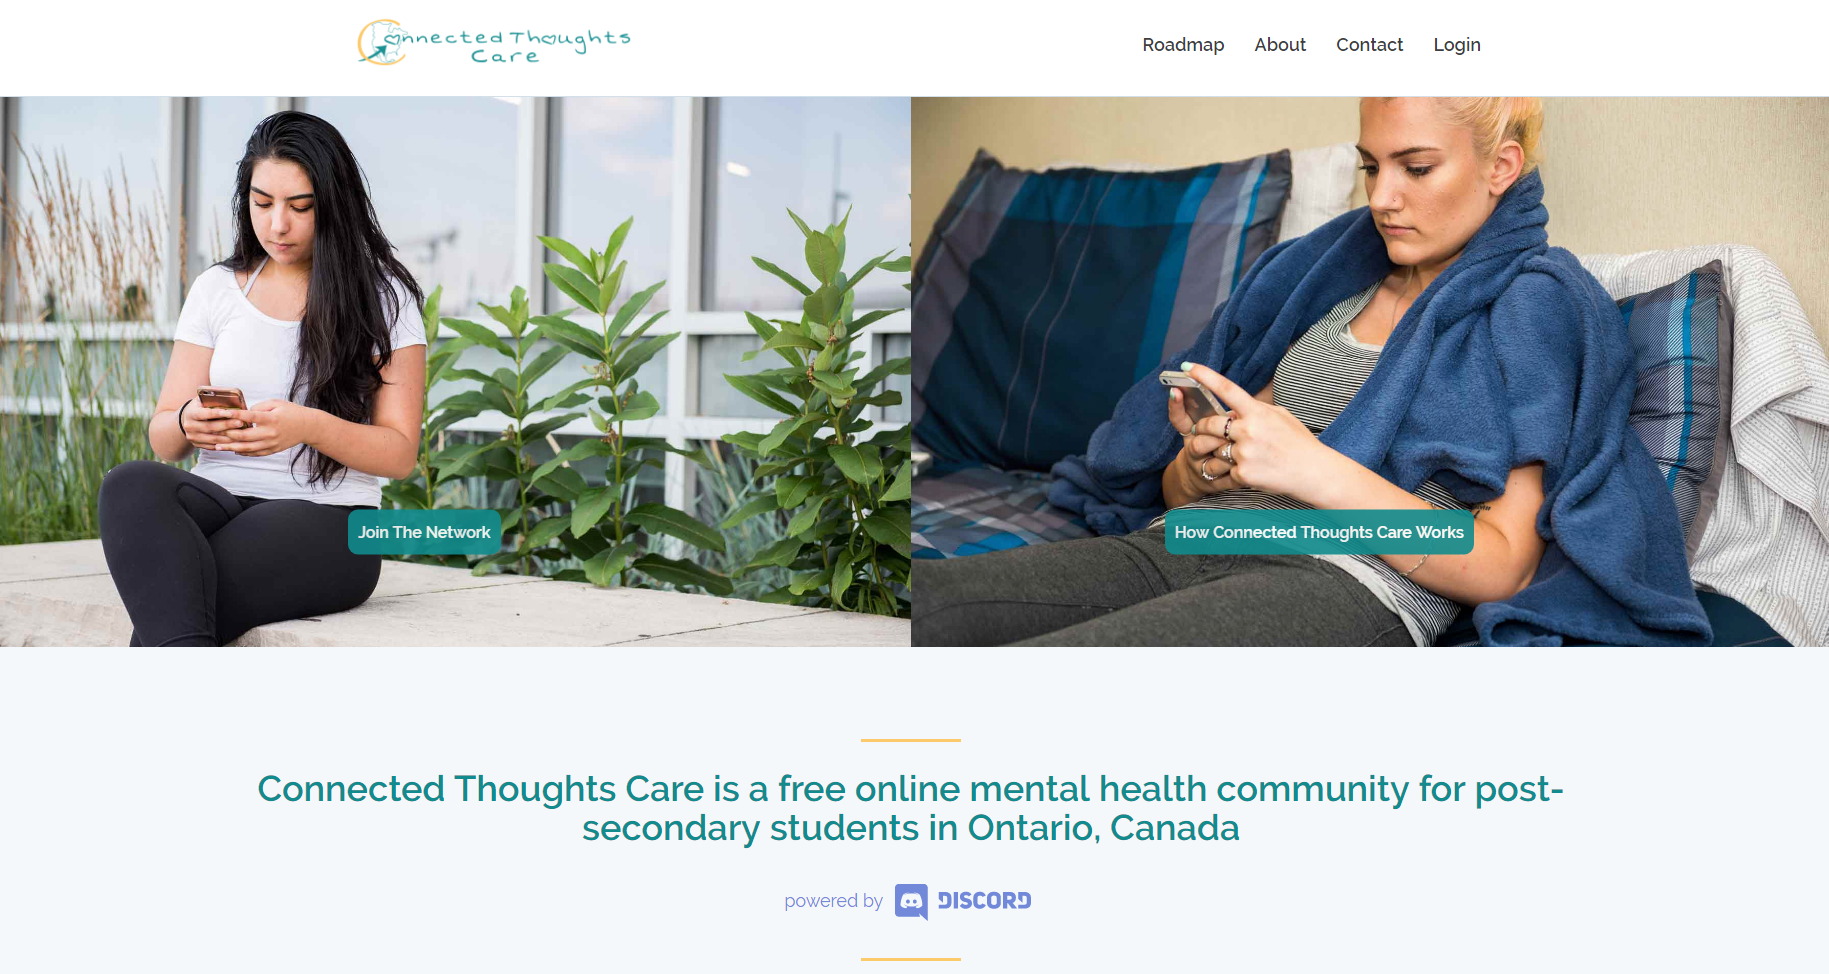 Connected Thoughts
Care
Roadmap About Contact Login
Join The Network
How Connected Thoughts Care Works
Connected Thoughts Care is a free online mental health community for post-
secondary students in Ontario, Canada
powered by DISCORD